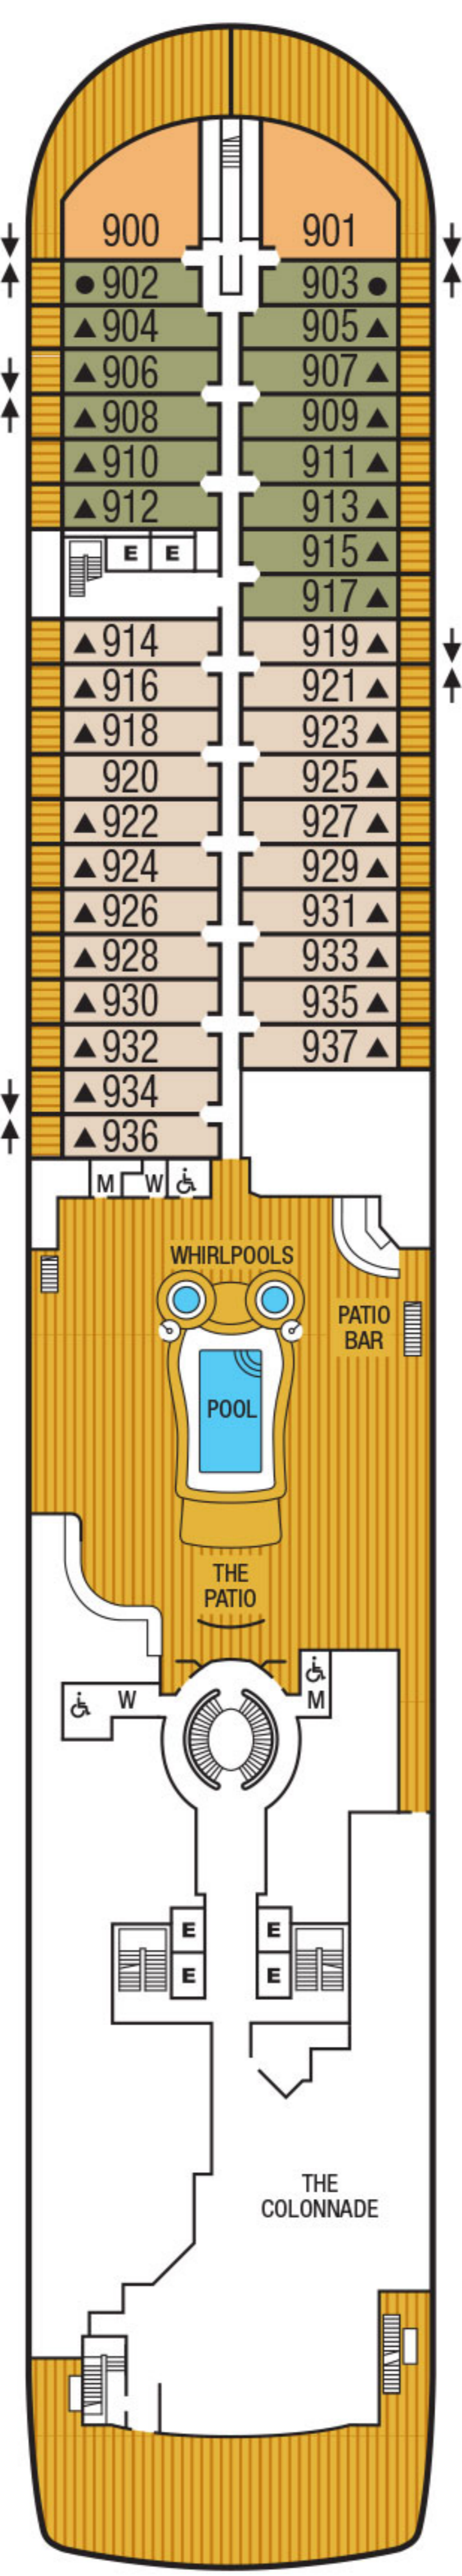 900 901
● 902 903 ●
▲ 904 905 ▲
▲ 906 907 ▲
▲ 908 909 ▲
▲ 910 911 ▲
▲ 912 913 ▲
E E 915 ▲
917 ▲
▲ 914 919 ▲
▲ 916 921 ▲
▲ 918 923 ▲
920 925 ▲
▲ 922 927 ▲
▲ 924 929 ▲
▲ 926 931 ▲
▲ 928 933 ▲
▲ 930 935 ▲
▲ 932 937 ▲
▲ 934
▲ 936
M W
WHIRLPOOLS
PATIO
BAR
POOL
THE
PATIO
W M
E E
E E
THE
COLONNADE